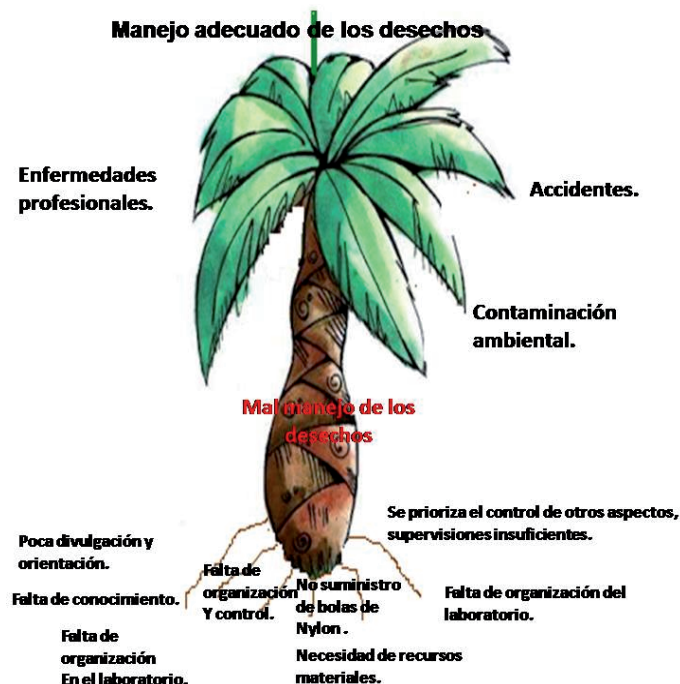 Manejo adecuado de los desechos
Enfermedades
profesionales.
Accidentes.
Contaminación
ambiental.
Mal manejo de los
desechos
Se prioriza el control de otros aspectos,
supervisiones insuficientes.
Poca divulgación y
orientación.
Falta de conocimiento.
Falta de
organización
Y control.
No suministro
de bolas de
Nylon .
Falta de organización del
laboratorio.
Falta de
organización
En el laboratorio.
Necesidad de recursos
materiales.